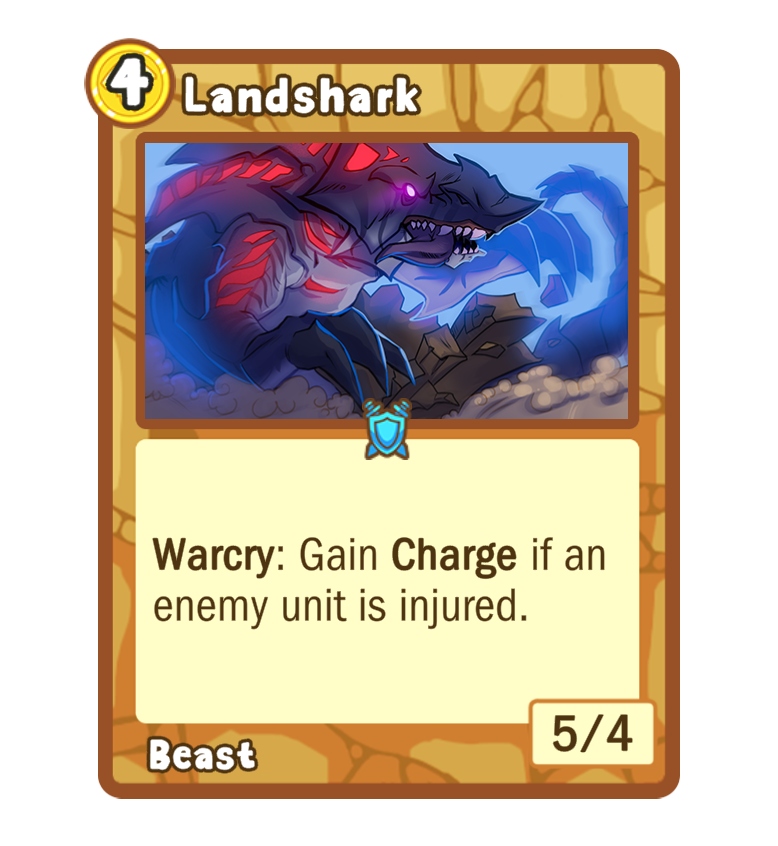 4
Landshark
Warcry: Gain Charge if an
enemy unit is injured.
Beast
5/4